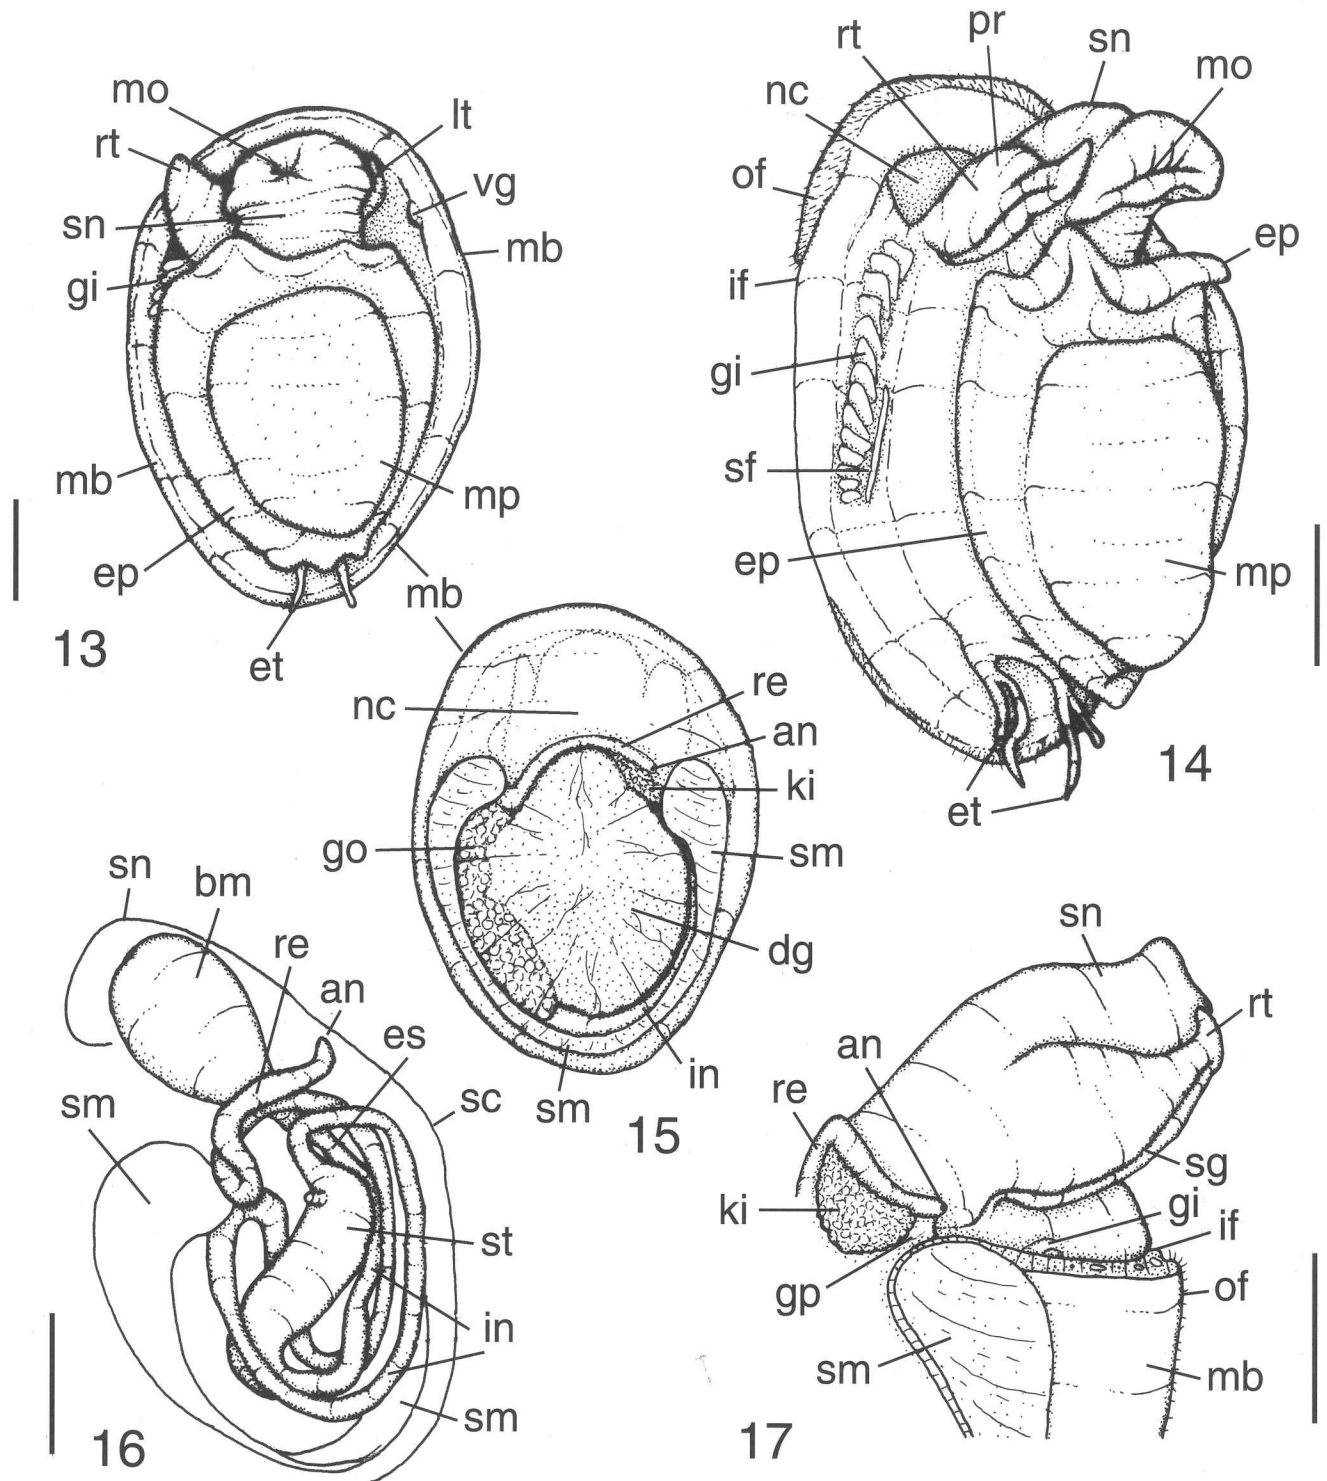 mo
rt
sn
gi
mb
ep
et
lt
vg
mb
mp
mb
13
rt
pr
sn
mo
nc
of
if
gi
sf
ep
ep
mp
et
14
nc
re
an
ki
go
sm
dg
in
sm
15
sn
bm
re
an
es
sm
sc
st
in
sm
16
sn
rt
an
re
sg
ki
gi
if
gp
of
sm
mb
17